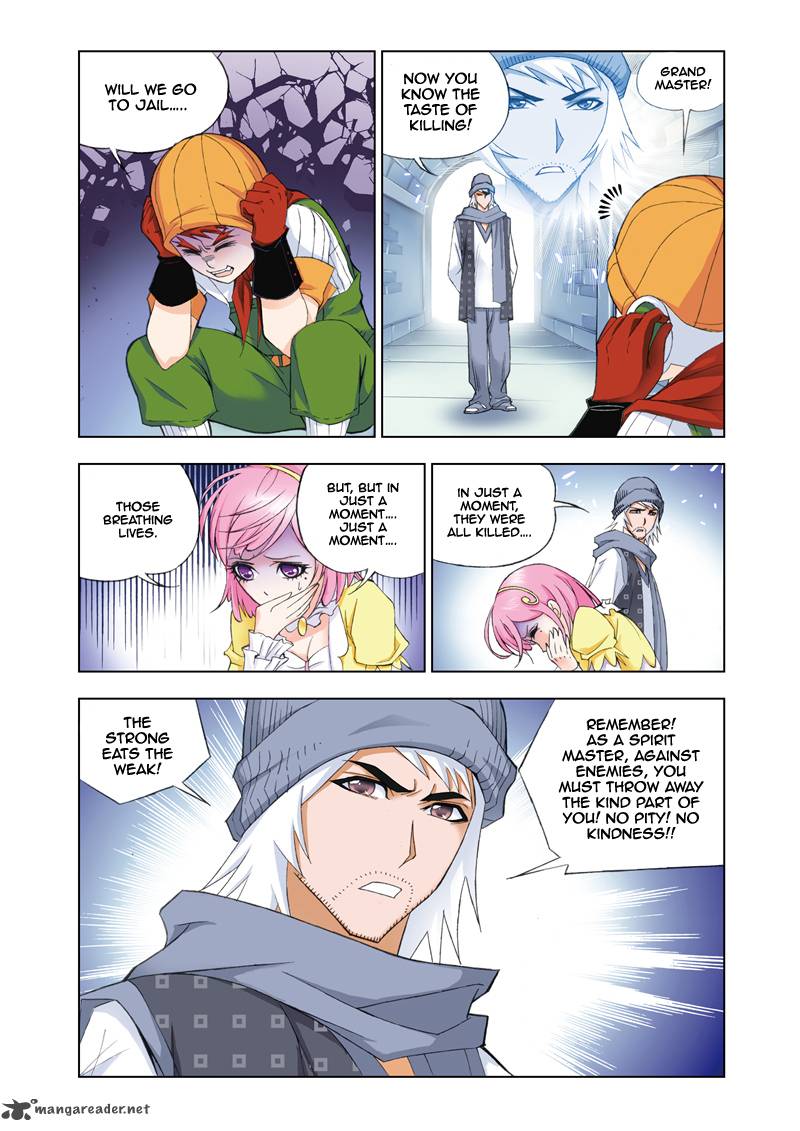 WILL WE GO
TO JAIL.....
NOW YOU
KNOW THE
TASTE OF
KILLING!
GRAND
MASTER!
THOSE
BREATHING
LIVES.
BUT, BUT IN
JUST A
MOMENT....
JUST A
MOMENT....
IN JUST A
MOMENT,
THEY WERE
ALL KILLED....
THE
STRONG
EATS THE
WEAK!
REMEMBER!
AS A SPIRIT
MASTER, AGAINST
ENEMIES, YOU
MUST THROW AWAY
THE KIND PART OF
YOU! NO PITY! NO
KINDNESS!!
mangareader.net